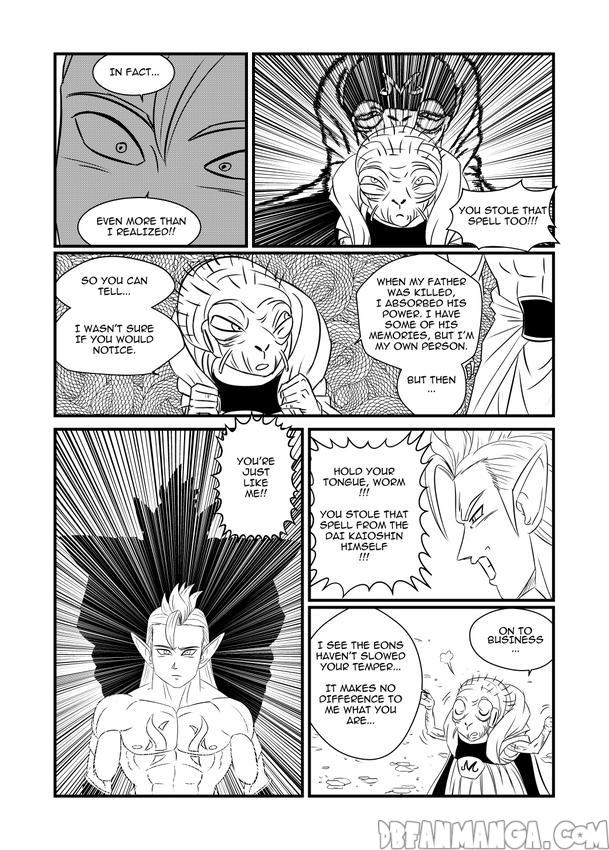 IN FACT...
EVEN MORE THAN
I REALIZED!!
M
YOU STOLE THAT
SPELL TOO!!!
SO YOU CAN
TELL...
I WASN'T SURE
IF YOU WOULD
NOTICE.
WHEN MY FATHER
WAS KILLED,
I ABSORBED HIS
POWER. I HAVE
SOME OF HIS
MEMORIES, BUT I'M
MY OWN PERSON.
BUT THEN
...
YOU'RE
JUST
LIKE
ME!!
HOLD YOUR
TONGUE, WORM
!!!
YOU STOLE THAT
SPELL FROM THE
DAI KAIOSHIN
HIMSELF
!!!
I SEE THE EONS
HAVEN'T SLOWED
YOUR TEMPER...
IT MAKES NO
DIFFERENCE TO
ME WHAT YOU
ARE...
ON TO
BUSINESS
...
M
DBFANMANGA.COM